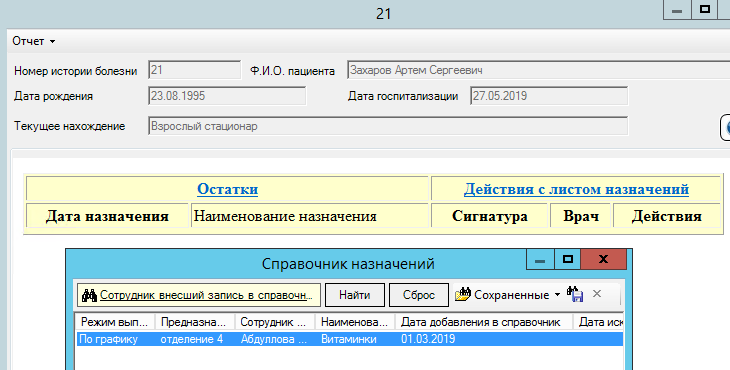 21
Отчет
Номер истории болезни 21 Ф.И.О. пациента Захаров Артем Сергеевич
Дата рождения 23.08.1995 Дата госпитализации 27.05.2019
Текущее нахождение Взрослый стационар
Остатки Действия с листом назначений
Дата назначения Наименование назначения Сигнатура Врач Действия
Справочник назначений
Сотрудник внесший запись в справочн... Найти Сброс Сохраненные
Режим вып... Предназна... Сотрудник ... Наименова... Дата добавления в справочник Дата иск
По графику отделение 4 Абдуллова ... Витаминки 01.03.2019